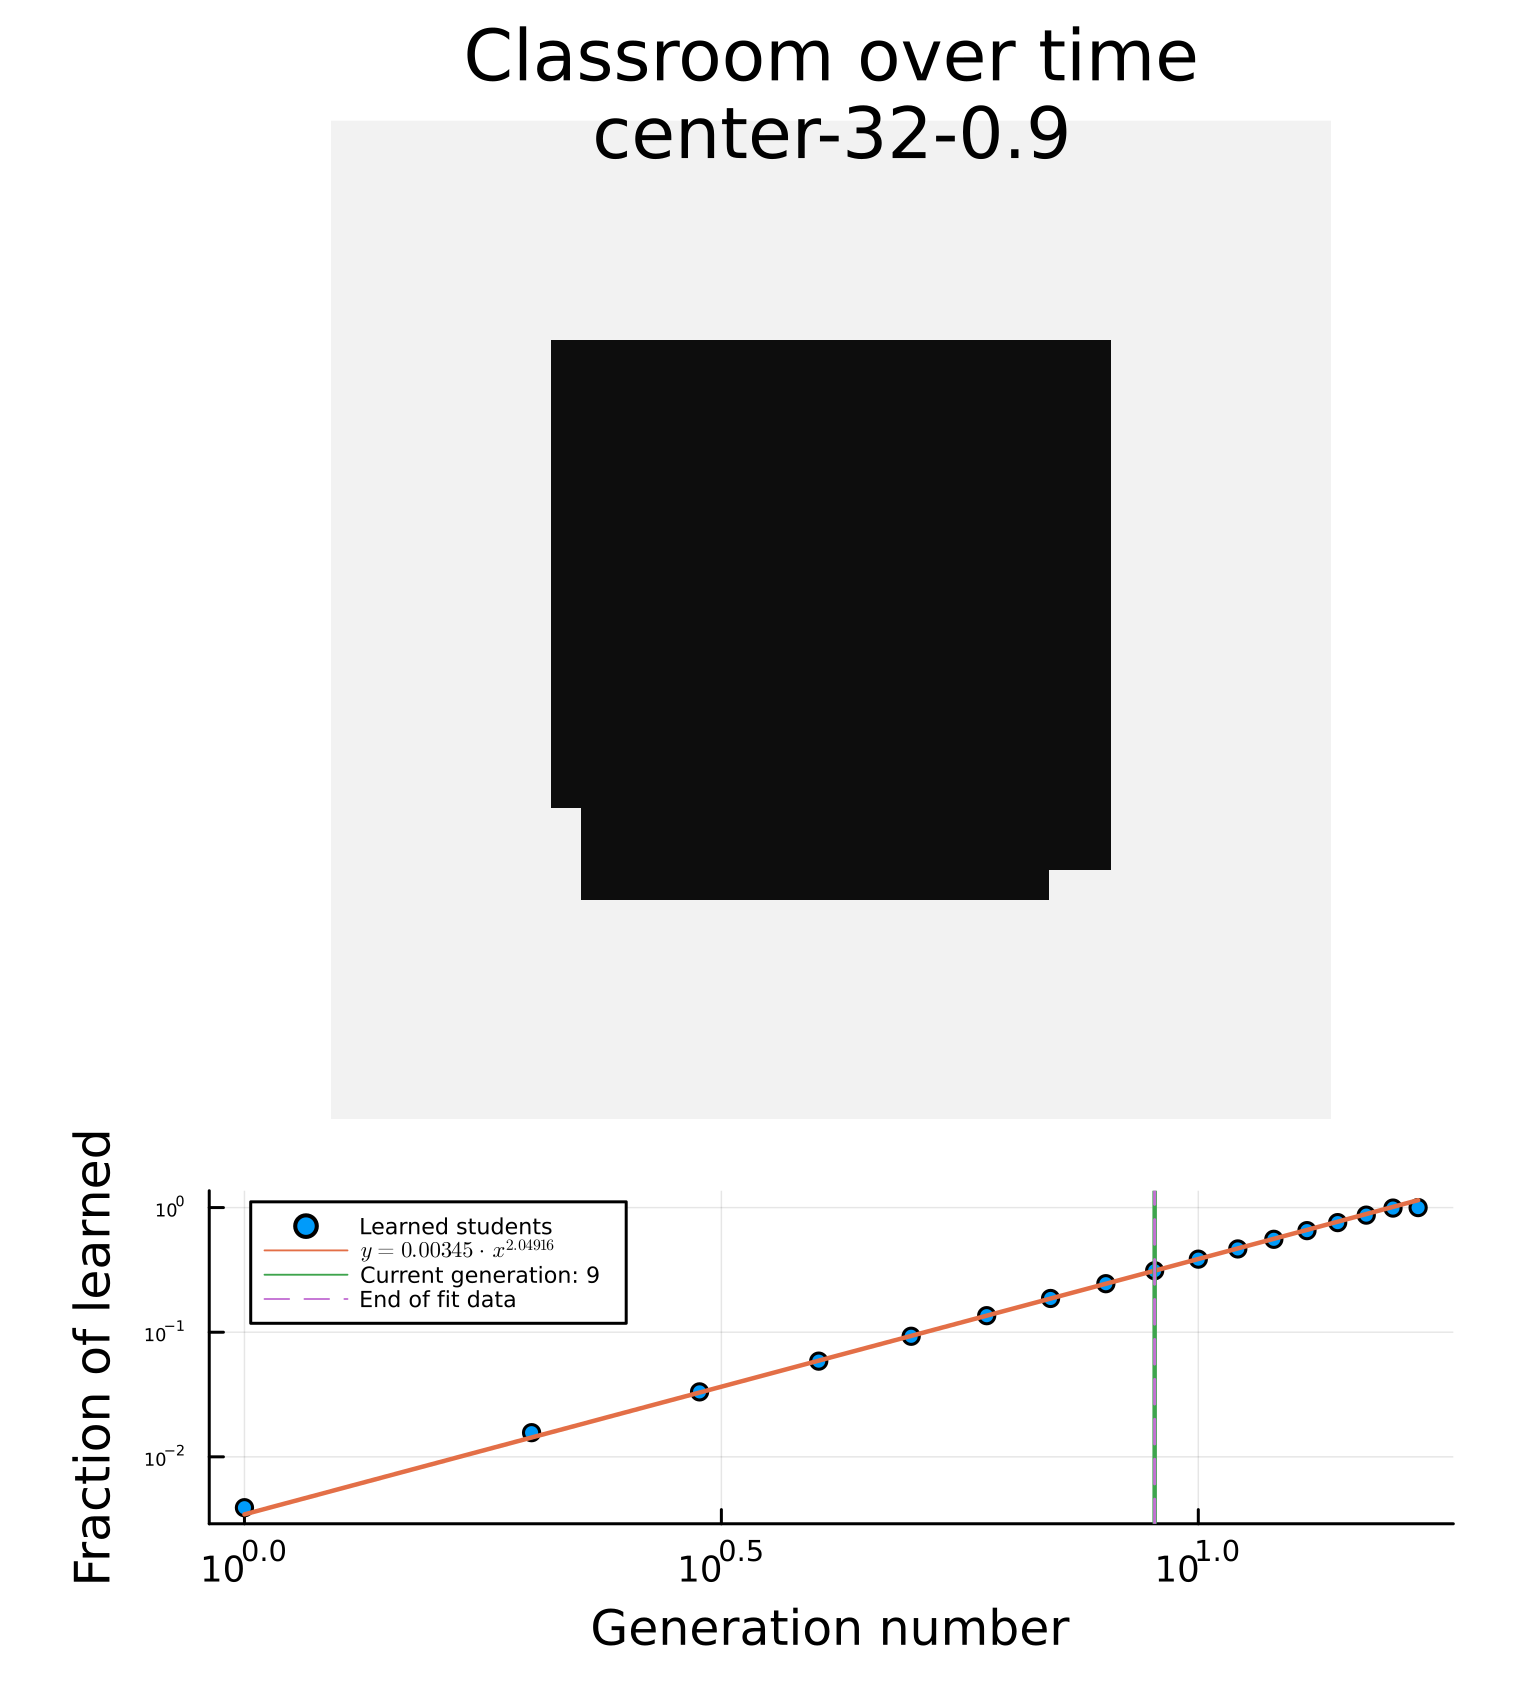 Classroom over time
center-32-0.9
Fraction of learned
10⁰
10⁻¹
10⁻²
Learned students
y = 0.00345 · x^2.04916
Current generation: 9
End of fit data
10^0.0 10^0.5 10^1.0
Generation number